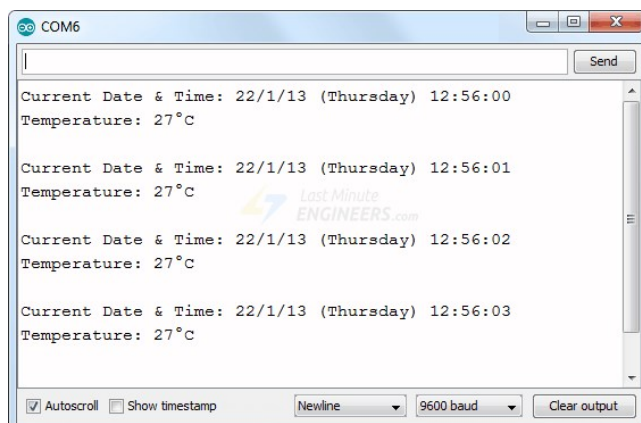 COM6
Send
Current Date & Time: 22/1/13 (Thursday) 12:56:00
Temperature: 27°C
Current Date & Time: 22/1/13 (Thursday) 12:56:01
Temperature: 27°C
Last Minute
ENGINEERS.com
Current Date & Time: 22/1/13 (Thursday) 12:56:02
Temperature: 27°C
Current Date & Time: 22/1/13 (Thursday) 12:56:03
Temperature: 27°C
Autoscroll Show timestamp Newline 9600 baud Clear output